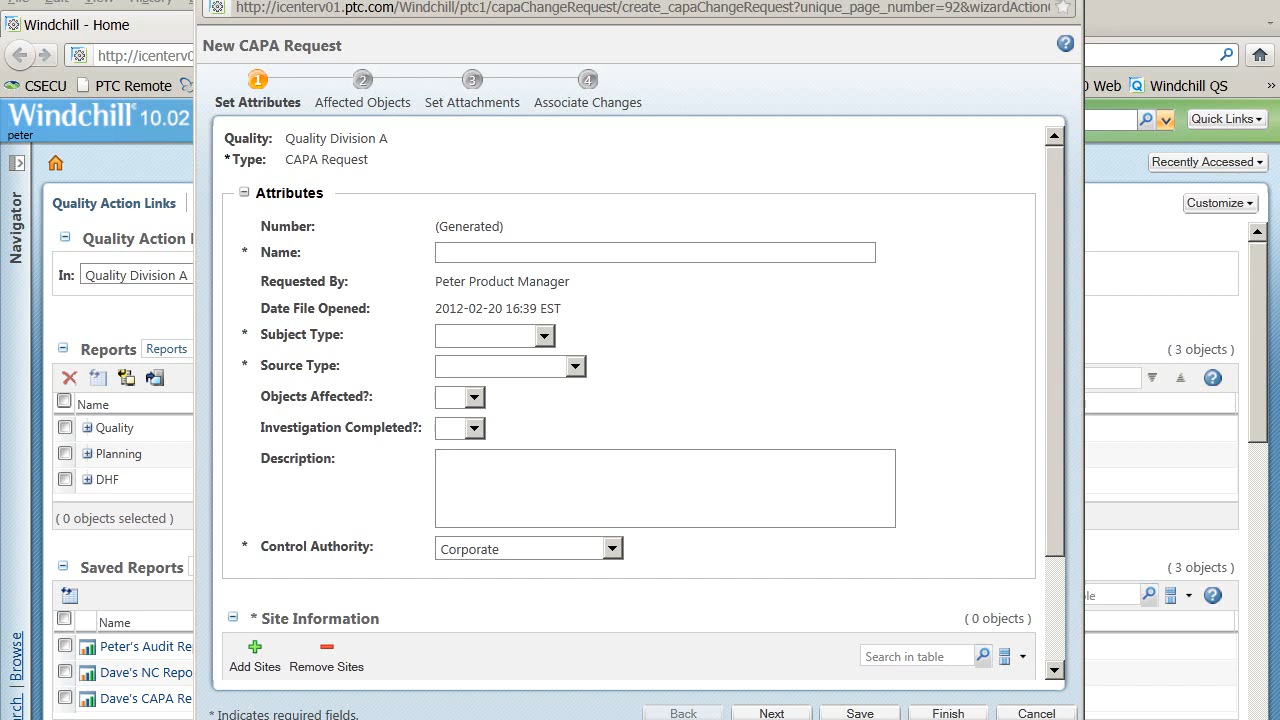 Windchill - Home
http://icenterv01.ptc.com/Windchill/ptc1/capaChangeRequest/create_capaChangeRequest?unique_page_number=92&wizardAction
http://icenterv0
CSECU PTC Remote
Web Windchill QS »
Windchill 10.02
peter
Quick Links
Recently Accessed
Navigator
Browse
Quality Action Links
Customize
Quality Action
In: Quality Division A
Reports Reports
( 3 objects )
Name
Quality
Planning
DHF
( 0 objects selected )
Saved Reports
( 3 objects )
Name
Peter's Audit Re
Dave's NC Repo
Dave's CAPA Re
New CAPA Request
1 2 3 4
Set Attributes Affected Objects Set Attachments Associate Changes
Quality: Quality Division A
* Type: CAPA Request
Attributes
Number: (Generated)
* Name:
Requested By: Peter Product Manager
Date File Opened: 2012-02-20 16:39 EST
* Subject Type:
* Source Type:
Objects Affected?:
Investigation Completed?:
Description:
* Control Authority: Corporate
* Site Information ( 0 objects )
Add Sites Remove Sites Search in table
* Indicates required fields.
Back Next Save Finish Cancel